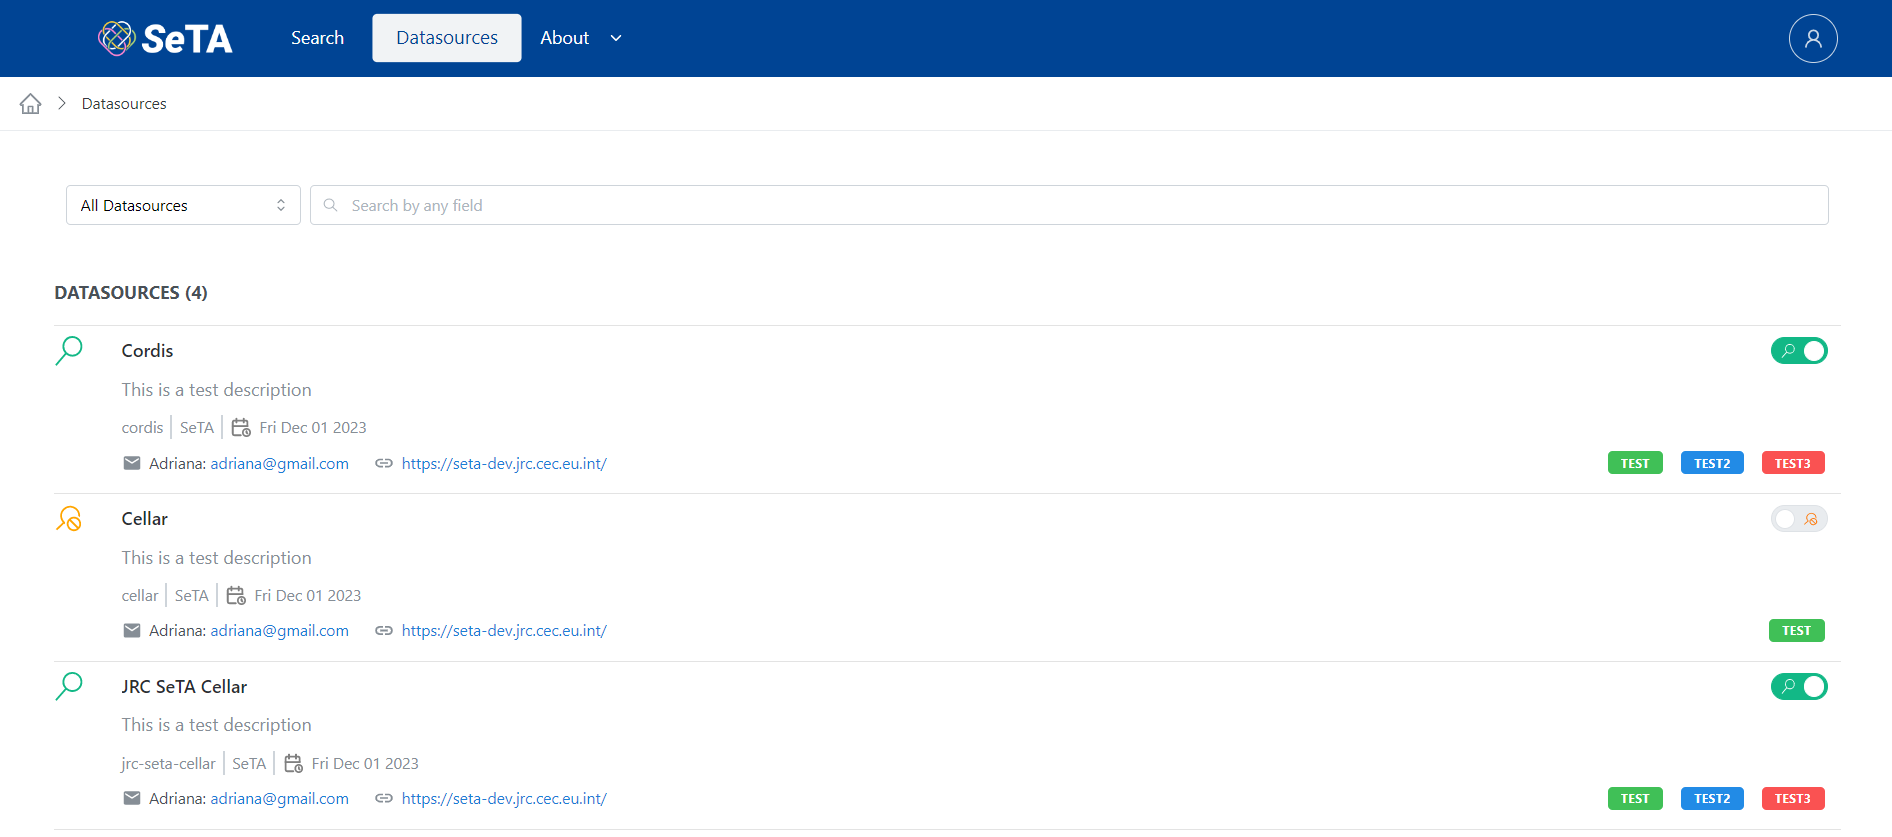 SeTA Search Datasources About
Datasources
All Datasources Search by any field
DATASOURCES (4)
Cordis
This is a test description
cordis SeTA Fri Dec 01 2023
Adriana: adriana@gmail.com https://seta-dev.jrc.cec.eu.int/ TEST TEST2 TEST3
Cellar
This is a test description
cellar SeTA Fri Dec 01 2023
Adriana: adriana@gmail.com https://seta-dev.jrc.cec.eu.int/ TEST
JRC SeTA Cellar
This is a test description
jrc-seta-cellar SeTA Fri Dec 01 2023
Adriana: adriana@gmail.com https://seta-dev.jrc.cec.eu.int/ TEST TEST2 TEST3